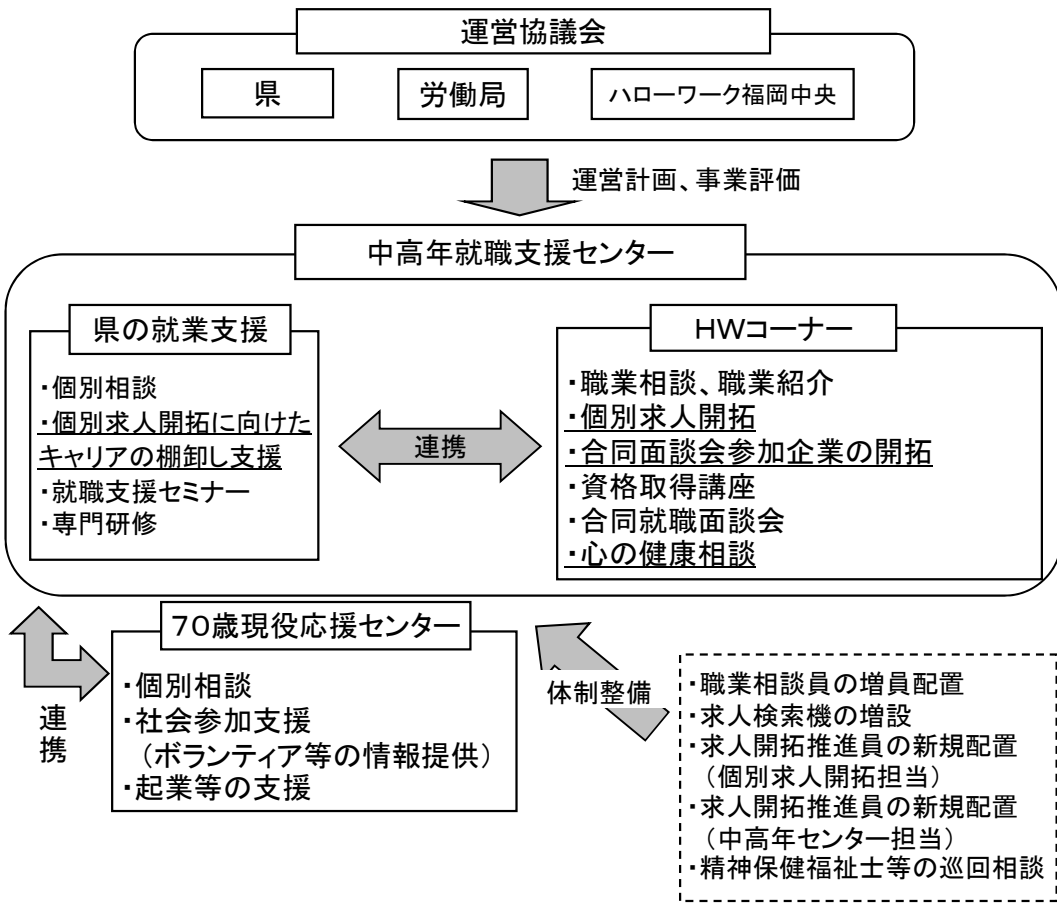 運営協議会
県
労働局
ハローワーク福岡中央
運営計画、事業評価
中高年就職支援センター
県の就業支援
・個別相談
・個別求人開拓に向けた
キャリアの棚卸し支援
・就職支援セミナー
・専門研修
連携
HWコーナー
・職業相談、職業紹介
・個別求人開拓
・合同面談会参加企業の開拓
・資格取得講座
・合同就職面談会
・心の健康相談
連携
70歳現役応援センター
・個別相談
・社会参加支援
（ボランティア等の情報提供）
・起業等の支援
体制整備
・職業相談員の増員配置
・求人検索機の増設
・求人開拓推進員の新規配置
（個別求人開拓担当）
・求人開拓推進員の新規配置
（中高年センター担当）
・精神保健福祉士等の巡回相談